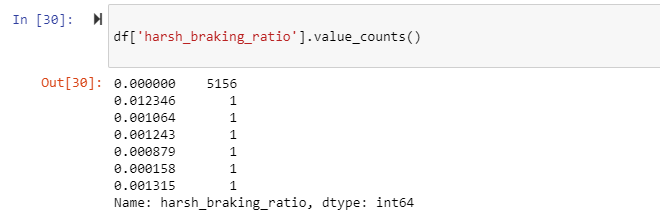 In [30]:
df['harsh_braking_ratio'].value_counts()
Out[30]: 0.000000    5156
0.012346       1
0.001064       1
0.001243       1
0.000879       1
0.000158       1
0.001315       1
Name: harsh_braking_ratio, dtype: int64